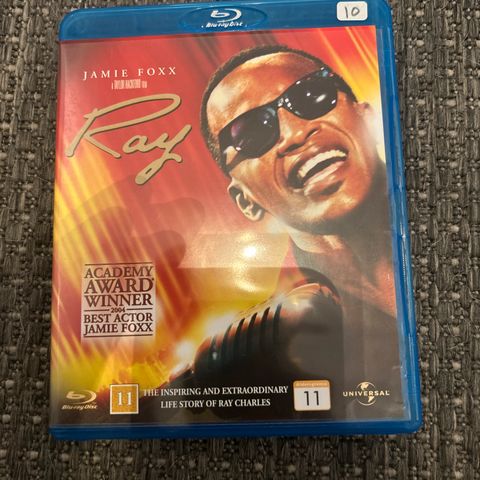 Blu-ray Disc
10
JAMIE FOXX
A TAYLOR HACKFORD FILM
Ray
ACADEMY
AWARD
WINNER
2004
BEST ACTOR
JAMIE FOXX
Blu-ray Disc
11
THE INSPIRING AND EXTRAORDINARY
LIFE STORY OF RAY CHARLES
aldersgrense
11
UNIVERSAL